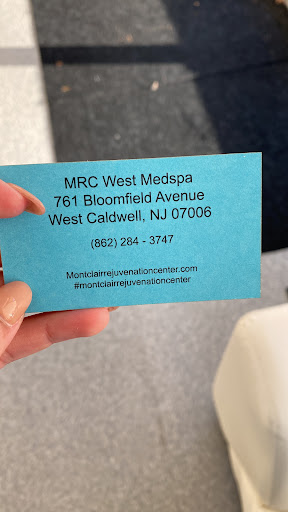 MRC West Medspa
761 Bloomfield Avenue
West Caldwell, NJ 07006
(862) 284 - 3747
Montclairrejuvenationcenter.com
#montclairrejuvenationcenter